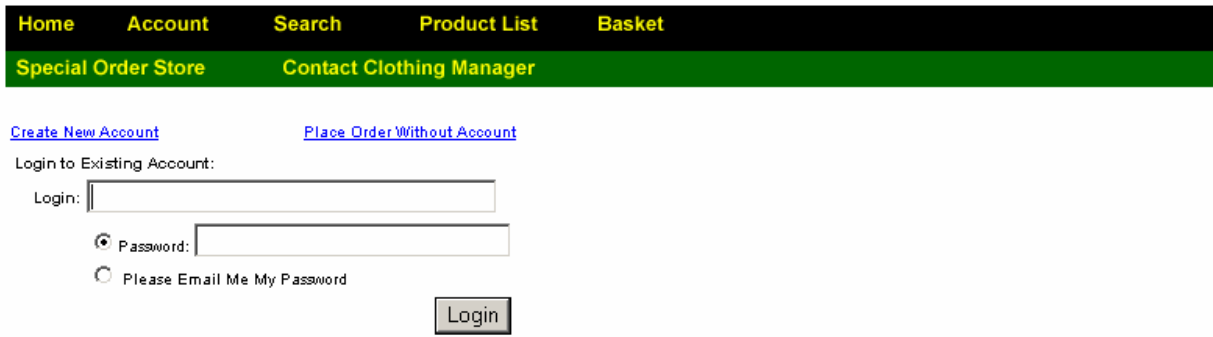 Home Account Search Product List Basket
Special Order Store Contact Clothing Manager
Create New Account Place Order Without Account
Login to Existing Account:
Login:
Password:
Please Email Me My Password
Login